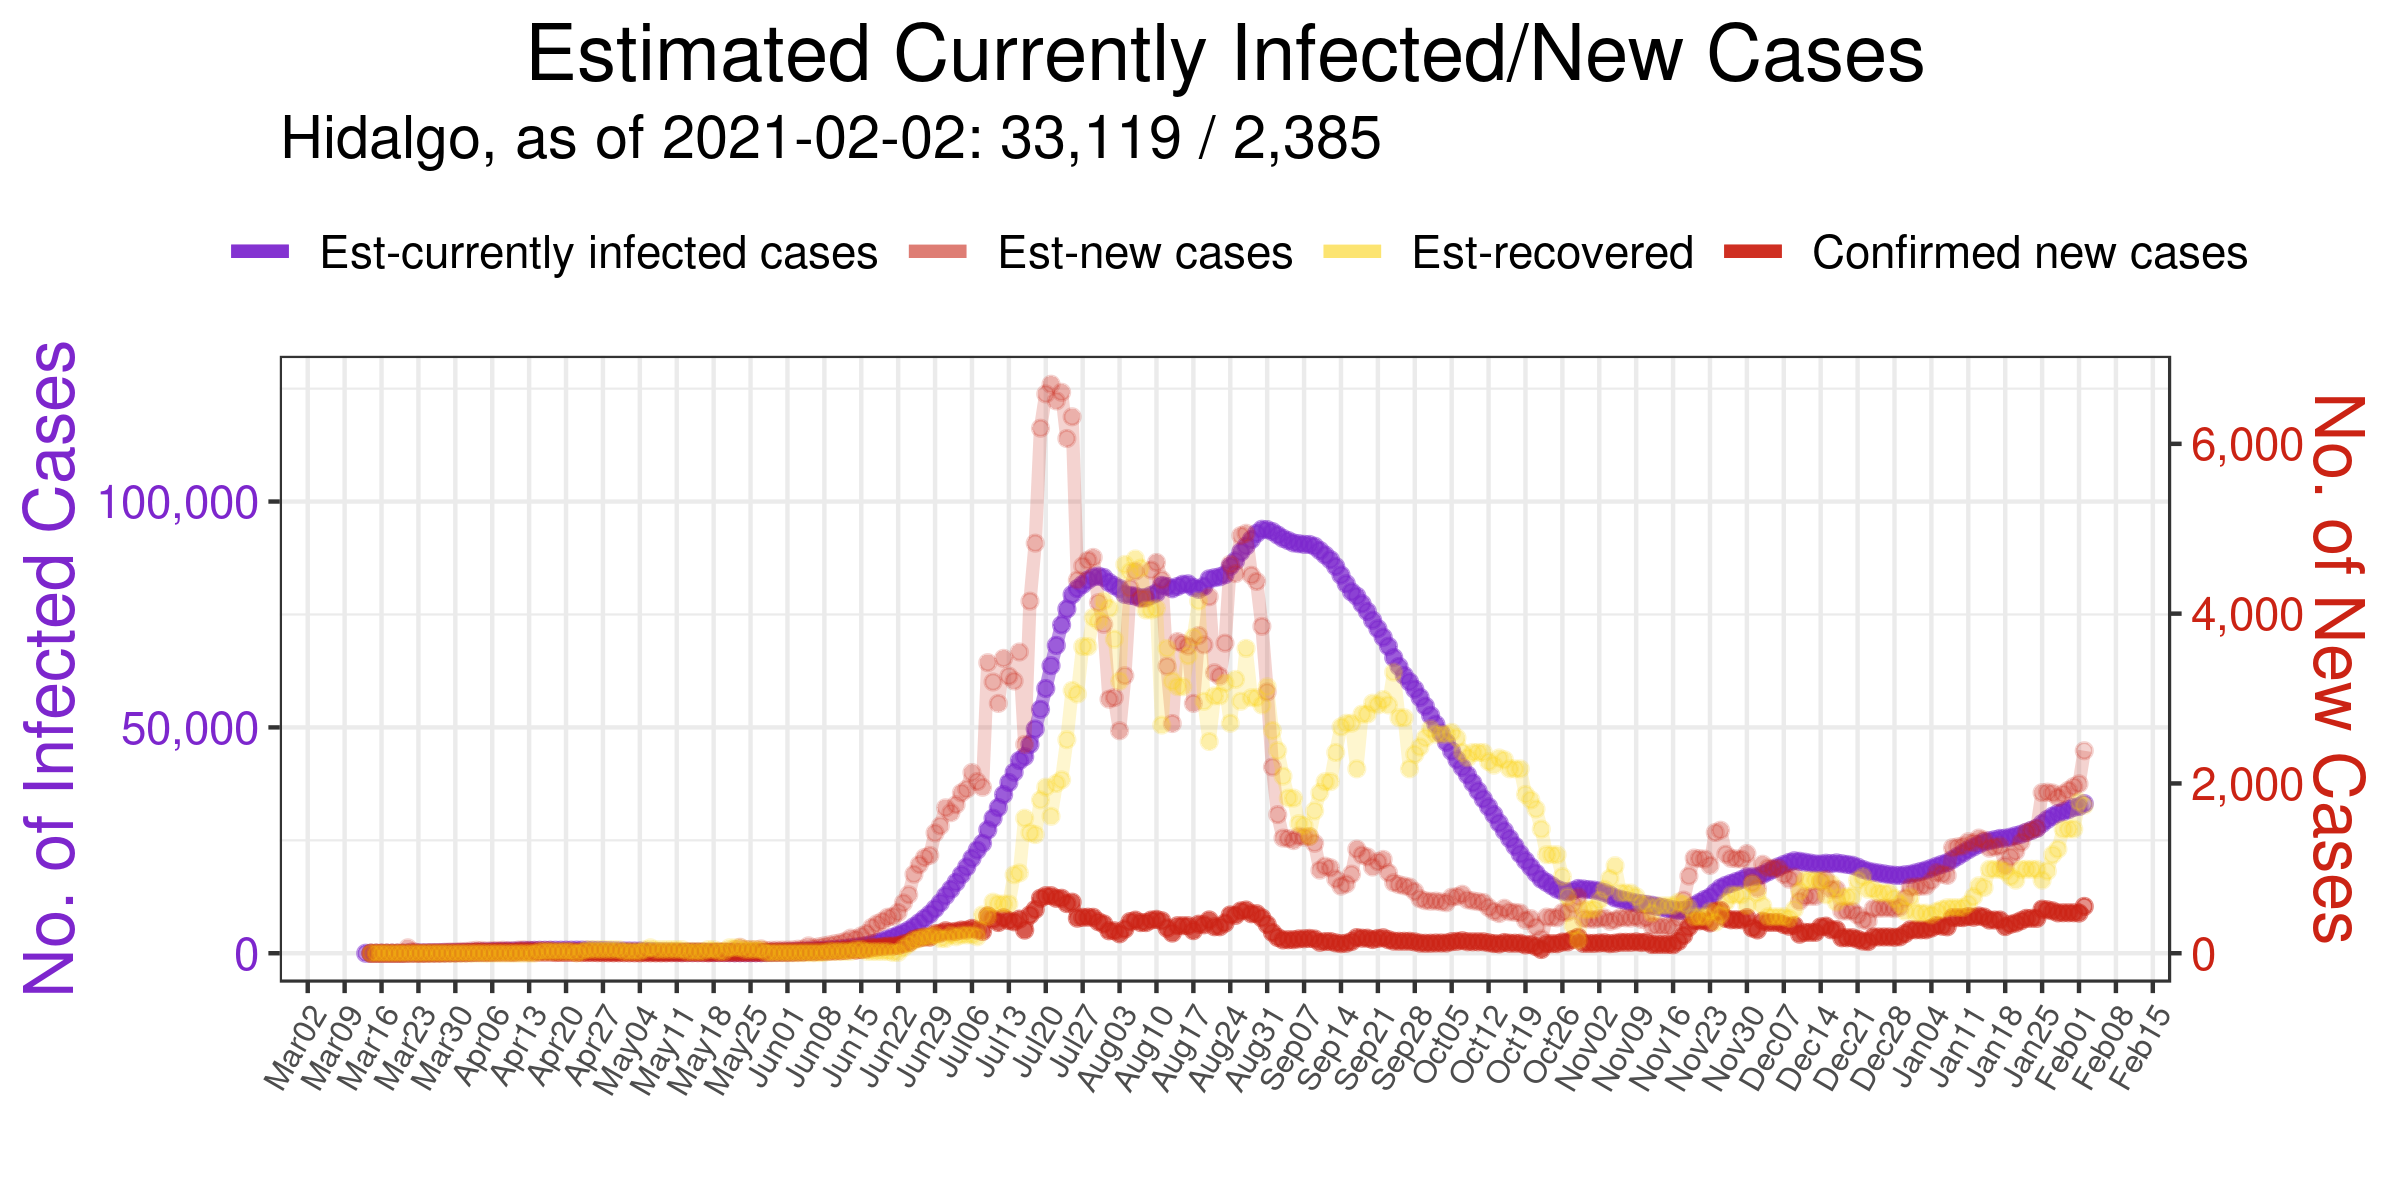 Estimated Currently Infected/New Cases
Hidalgo, as of 2021-02-02: 33,119 / 2,385
Est-currently infected cases Est-new cases Est-recovered Confirmed new cases
No. of Infected Cases
100,000
50,000
0
6,000
4,000
2,000
0
No. of New Cases
Mar02 Mar09 Mar16 Mar23 Mar30 Apr06 Apr13 Apr20 Apr27 May04 May11 May18 May25 Jun01 Jun08 Jun15 Jun22 Jun29 Jul06 Jul13 Jul20 Jul27 Aug03 Aug10 Aug17 Aug24 Aug31 Sep07 Sep14 Sep21 Sep28 Oct05 Oct12 Oct19 Oct26 Nov02 Nov09 Nov16 Nov23 Nov30 Dec07 Dec14 Dec21 Dec28 Jan04 Jan11 Jan18 Jan25 Feb01 Feb08 Feb15